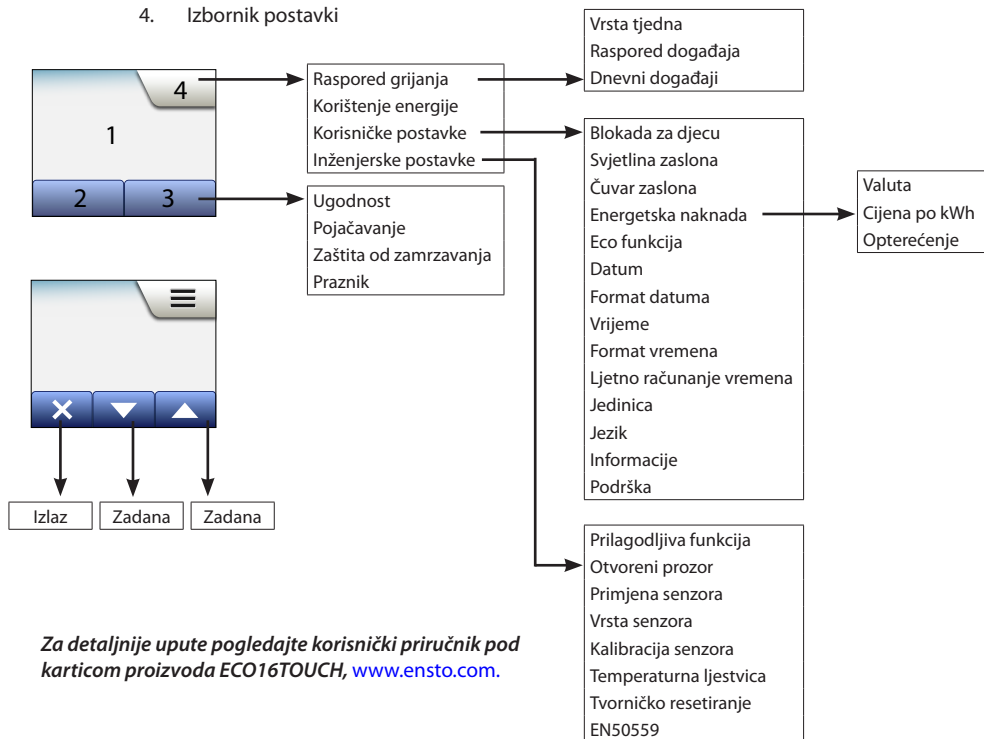 4. Izbornik postavki
4
1
2 3
Raspored grijanja
Korištenje energije
Korisničke postavke
Inženjerske postavke
Ugodnost
Pojačavanje
Zaštita od zamrzavanja
Praznik
Vrsta tjedna
Raspored događaja
Dnevni događaji
Blokada za djecu
Svjetlina zaslona
Čuvar zaslona
Energetska naknada
Eco funkcija
Datum
Format datuma
Vrijeme
Format vremena
Ljetno računanje vremena
Jedinica
Jezik
Informacije
Podrška
Valuta
Cijena po kWh
Opterećenje
Izlaz
Zadana
Zadana
Prilagodljiva funkcija
Otvoreni prozor
Primjena senzora
Vrsta senzora
Kalibracija senzora
Temperaturna ljestvica
Tvorničko resetiranje
EN50559
Za detaljnije upute pogledajte korisnički priručnik pod
karticom proizvoda ECO16TOUCH, www.ensto.com.